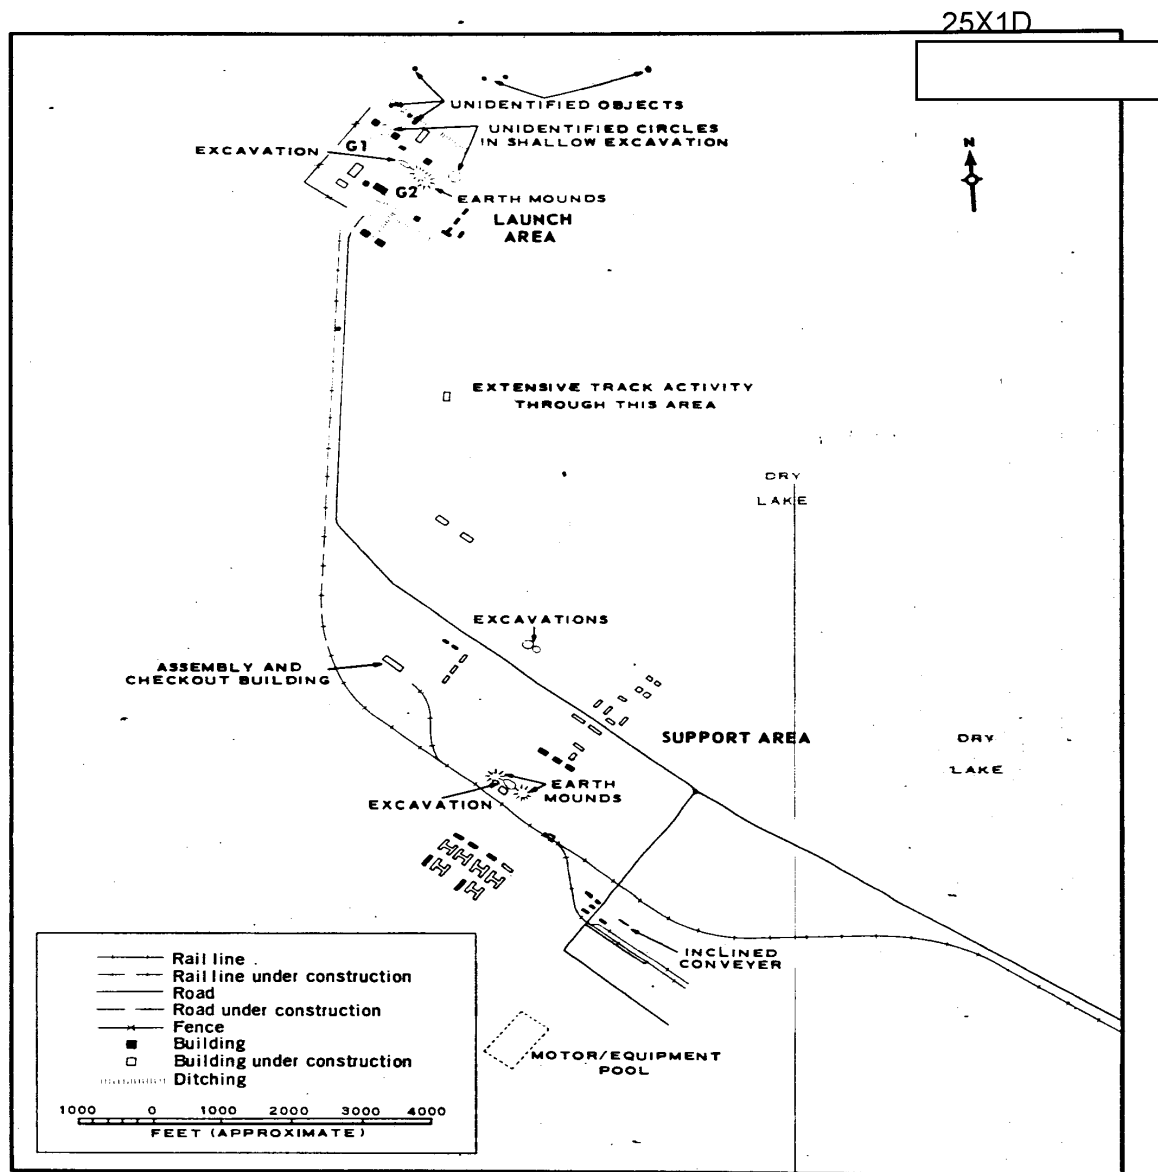 25X1D
UNIDENTIFIED OBJECTS
UNIDENTIFIED CIRCLES
IN SHALLOW EXCAVATION
G1
EXCAVATION
N
G2
EARTH MOUNDS
LAUNCH
AREA
EXTENSIVE TRACK ACTIVITY
THROUGH THIS AREA
DRY
LAKE
EXCAVATIONS
ASSEMBLY AND
CHECKOUT BUILDING
SUPPORT AREA
DRY
LAKE
EARTH
MOUNDS
EXCAVATION
INCLINED
CONVEYER
MOTOR/EQUIPMENT
POOL
Rail line
Rail line under construction
Road
Road under construction
Fence
Building
Building under construction
Ditching
1000 0 1000 2000 3000 4000
FEET (APPROXIMATE)